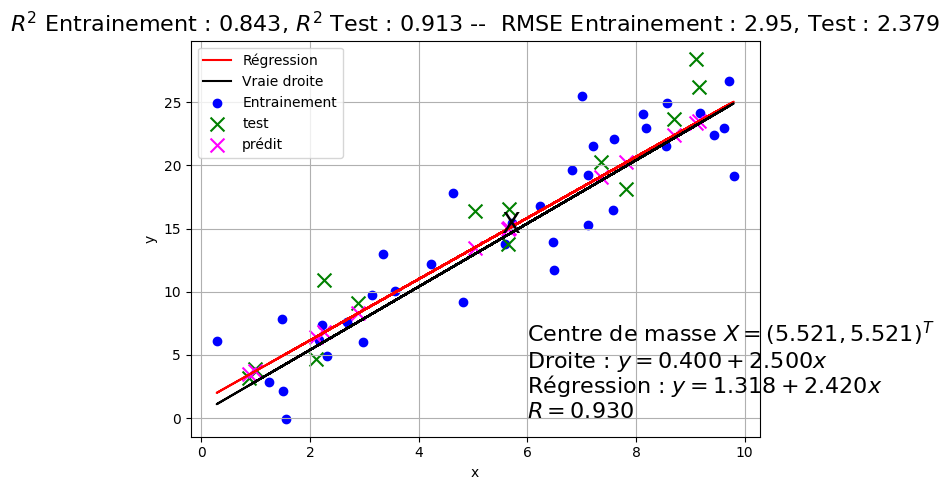 R² Entrainement : 0.843, R² Test : 0.913 -- RMSE Entrainement : 2.95, Test : 2.379
Régression
Vraie droite
Entrainement
test
prédit
y
25
20
15
10
5
0
Centre de masse X = (5.521, 5.521)ᵀ
Droite : y = 0.400 + 2.500x
Régression : y = 1.318 + 2.420x
R = 0.930
0 2 4 6 8 10
x